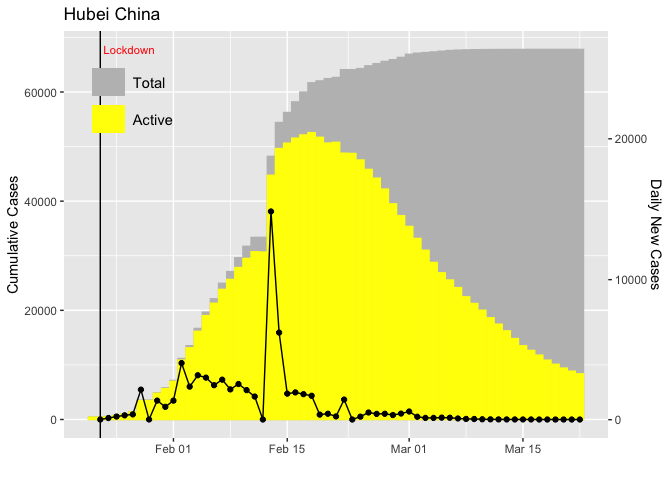 Hubei China
Lockdown
Total
Active
Cumulative Cases
60000
40000
20000
0
Daily New Cases
20000
10000
0
Feb 01
Feb 15
Mar 01
Mar 15